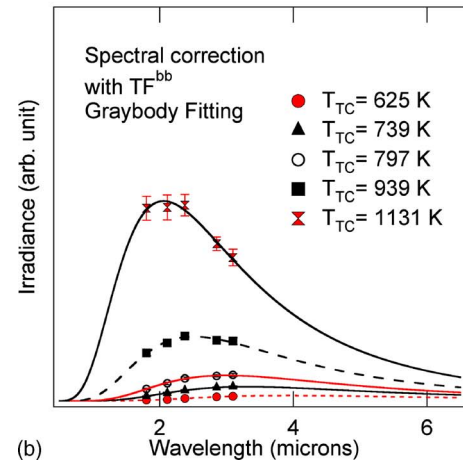 Spectral correction
with TF^bb
Graybody Fitting
T_TC= 625 K
T_TC= 739 K
T_TC= 797 K
T_TC= 939 K
T_TC= 1131 K
Irradiance (arb. unit)
2 4 6
Wavelength (microns)
(b)